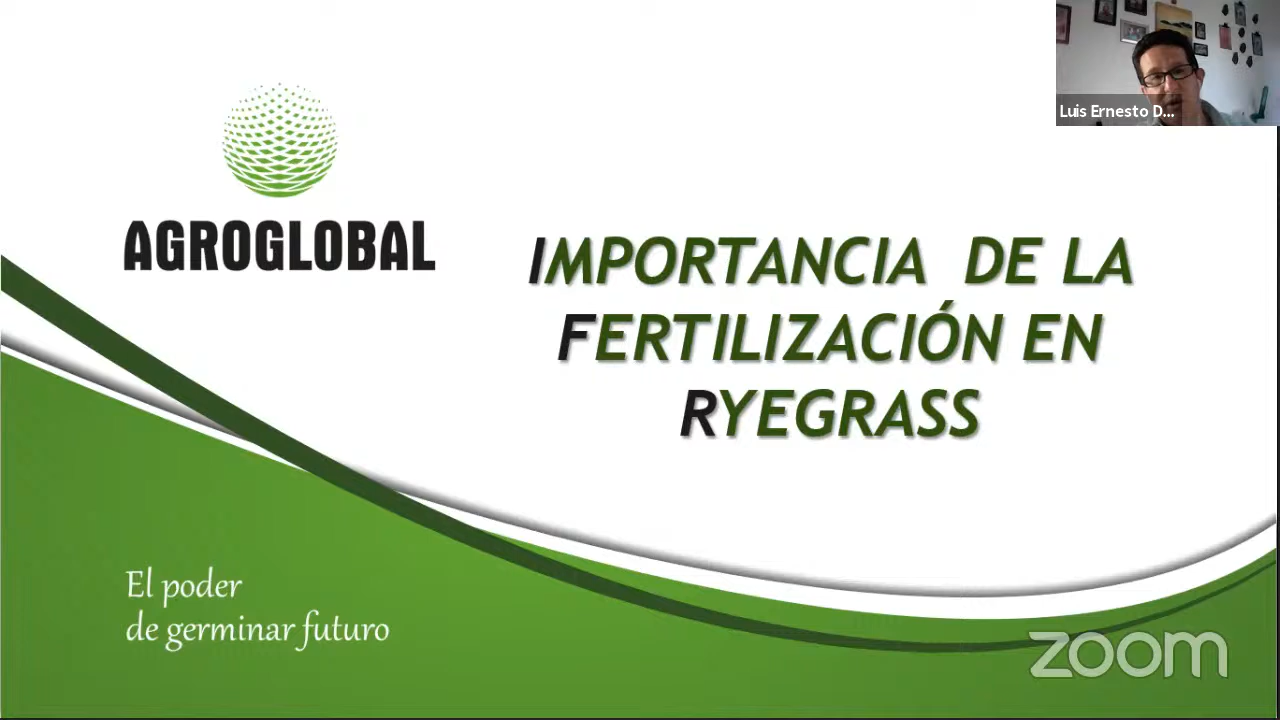 Luis Ernesto D...
AGROGLOBAL
IMPORTANCIA DE LA
FERTILIZACIÓN EN
RYEGRASS
El poder
de germinar futuro
zoom